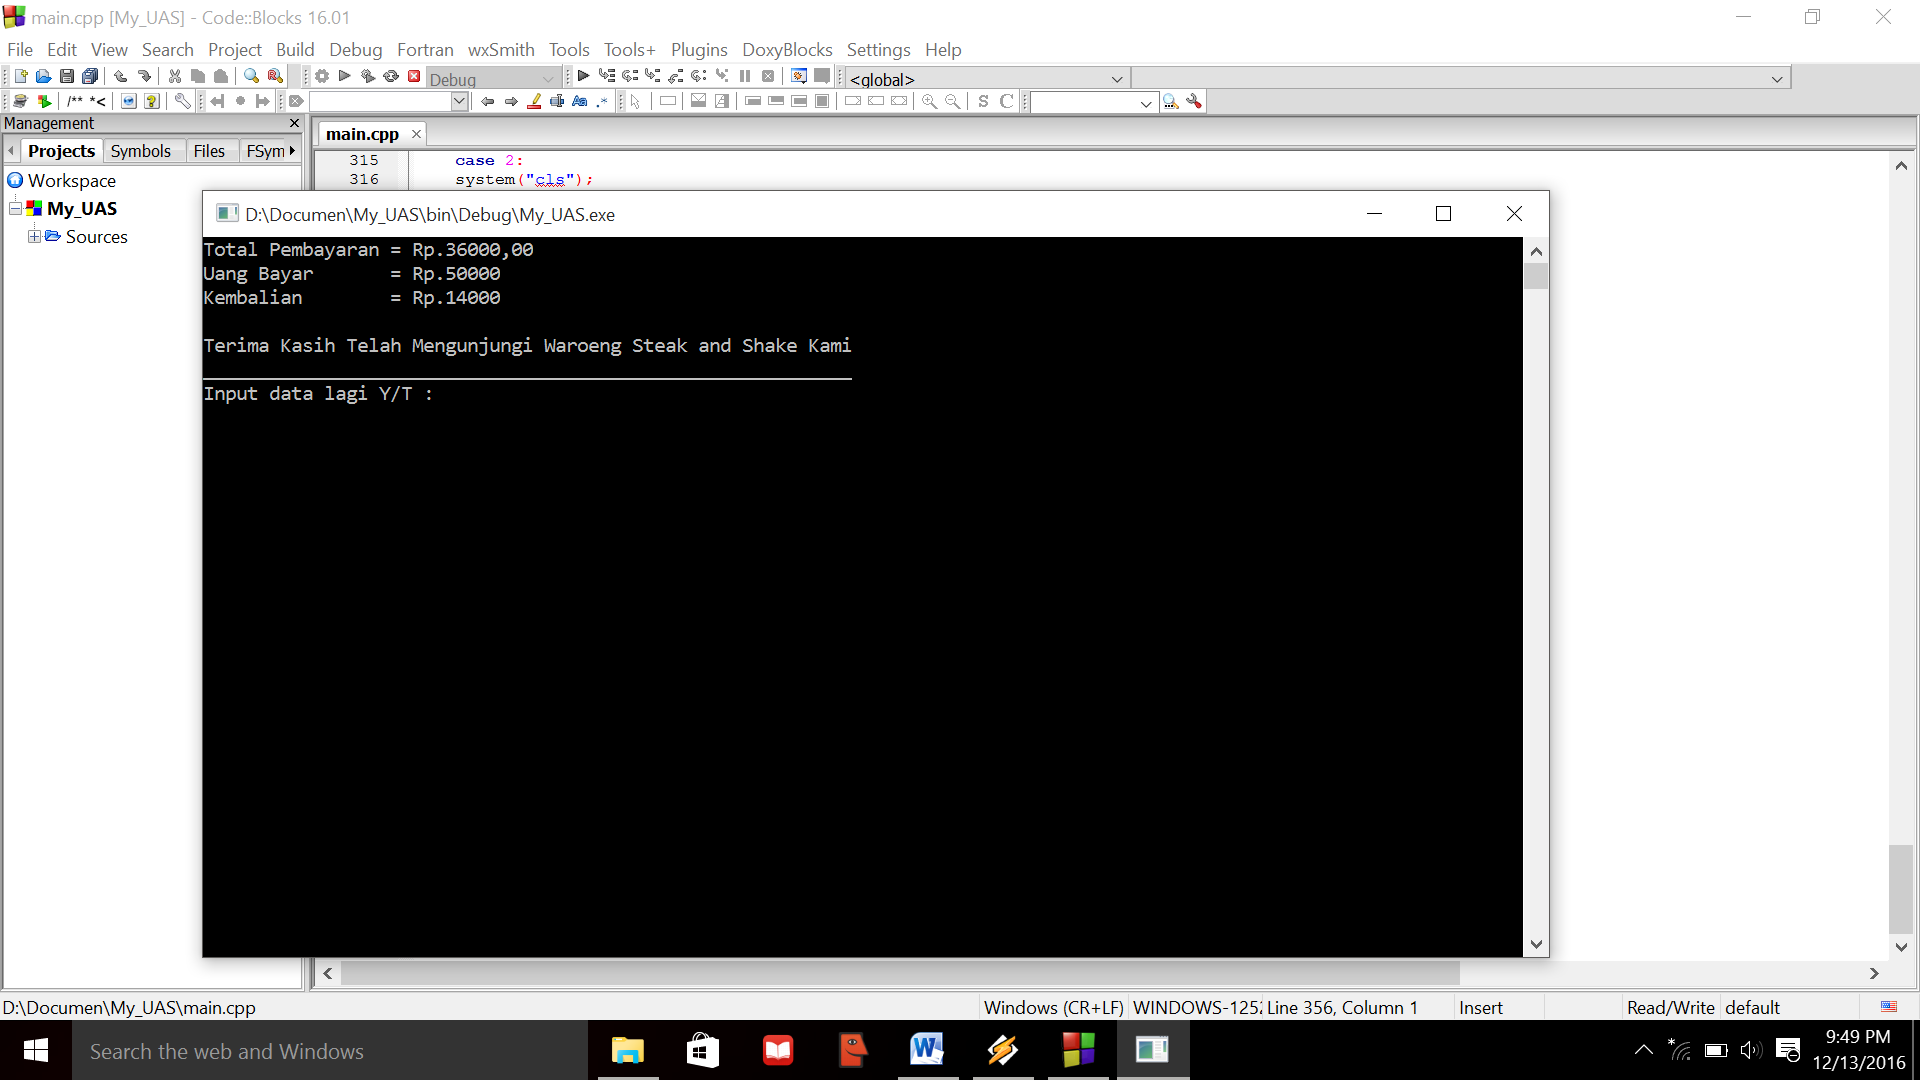 main.cpp [My_UAS] - Code::Blocks 16.01
File Edit View Search Project Build Debug Fortran wxSmith Tools Tools+ Plugins DoxyBlocks Settings Help
Debug
<global>
/** *<
Aa .*
S C
Management
Projects Symbols Files FSym
main.cpp
Workspace
My_UAS
Sources
315 case 2:
316 system("cls");
D:\Documen\My_UAS\bin\Debug\My_UAS.exe
Total Pembayaran = Rp.36000,00
Uang Bayar = Rp.50000
Kembalian = Rp.14000
Terima Kasih Telah Mengunjungi Waroeng Steak and Shake Kami
Input data lagi Y/T :
D:\Documen\My_UAS\main.cpp Windows (CR+LF) WINDOWS-125 Line 356, Column 1 Insert Read/Write default
Search the web and Windows
9:49 PM
12/13/2016